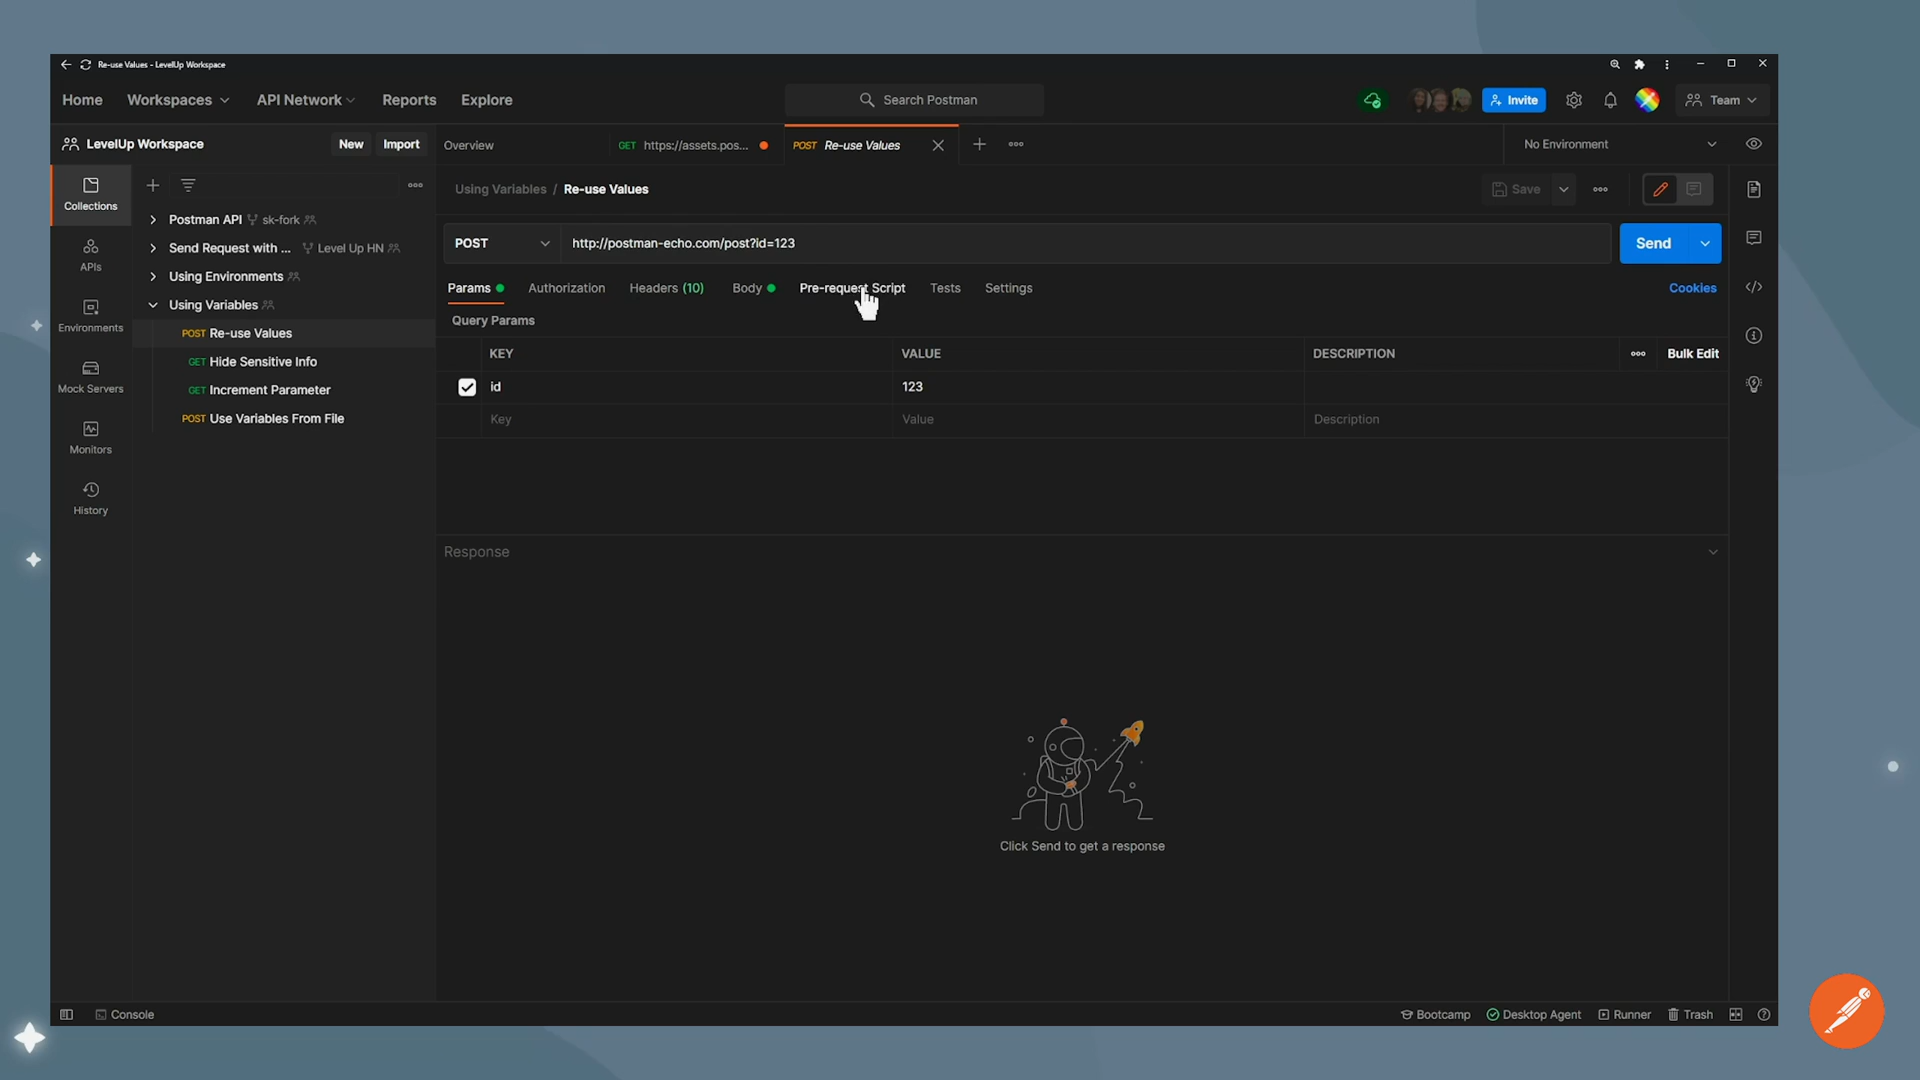 Re-use Values - LevelUp Workspace
Home Workspaces API Network Reports Explore Search Postman Invite Team
LevelUp Workspace New Import Overview GET https://assets.pos... POST Re-use Values No Environment
Using Variables / Re-use Values Save
Collections
APIs
Environments
Mock Servers
Monitors
History
Postman API sk-fork
Send Request with ... Level Up HN
Using Environments
Using Variables
POST Re-use Values
GET Hide Sensitive Info
GET Increment Parameter
POST Use Variables From File
POST http://postman-echo.com/post?id=123 Send
Params Authorization Headers (10) Body Pre-request Script Tests Settings Cookies
Query Params
KEY VALUE DESCRIPTION Bulk Edit
id 123
Key Value Description
Response
Click Send to get a response
Console Bootcamp Desktop Agent Runner Trash